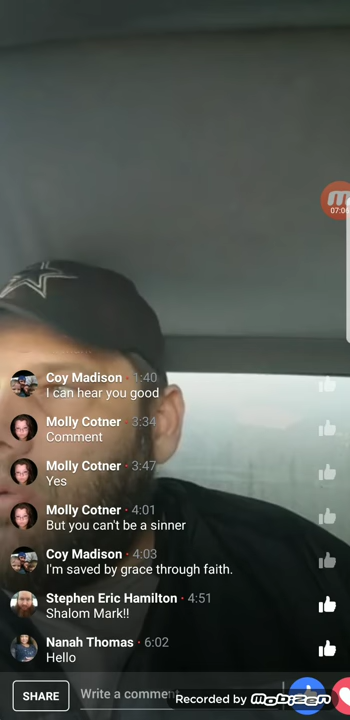 07:06
Coy Madison · 1:40
I can hear you good
Molly Cotner · 3:34
Comment
Molly Cotner · 3:47
Yes
Molly Cotner · 4:01
But you can't be a sinner
Coy Madison · 4:03
I'm saved by grace through faith.
Stephen Eric Hamilton · 4:51
Shalom Mark!!
Nanah Thomas · 6:02
Hello
SHARE
Write a comment
Recorded by Mobizen